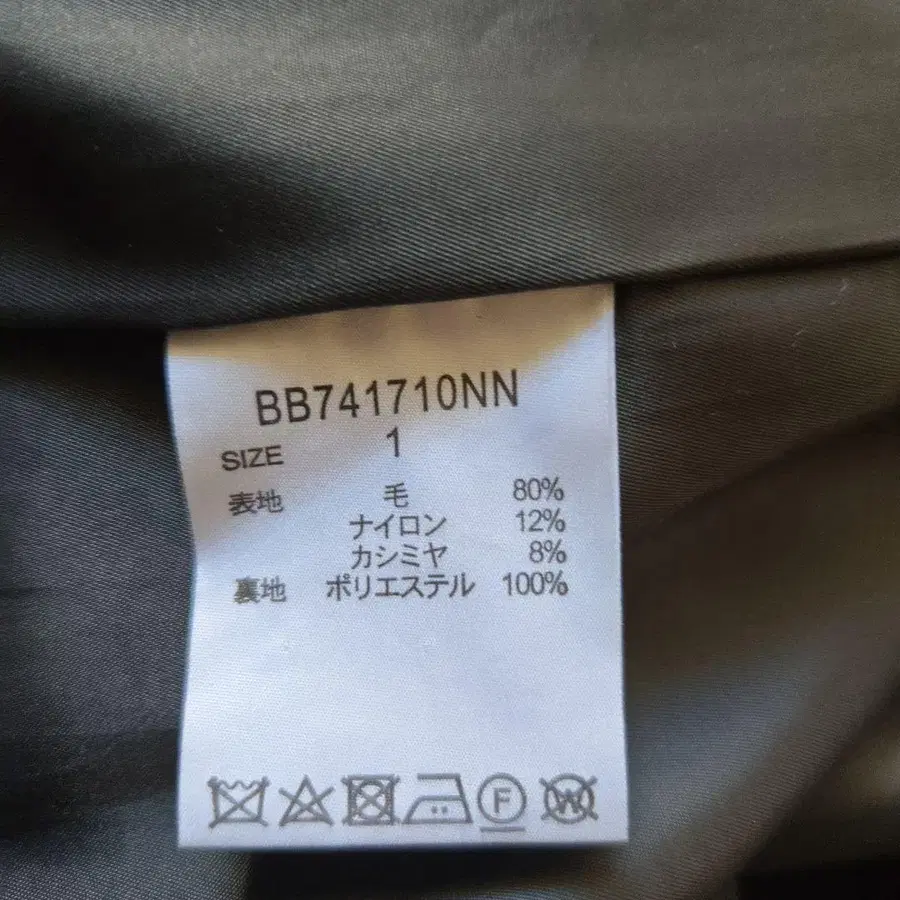 BB741710NN
SIZE 1
表地 毛 80%
ナイロン 12%
カシミヤ 8%
裏地 ポリエステル 100%
F W